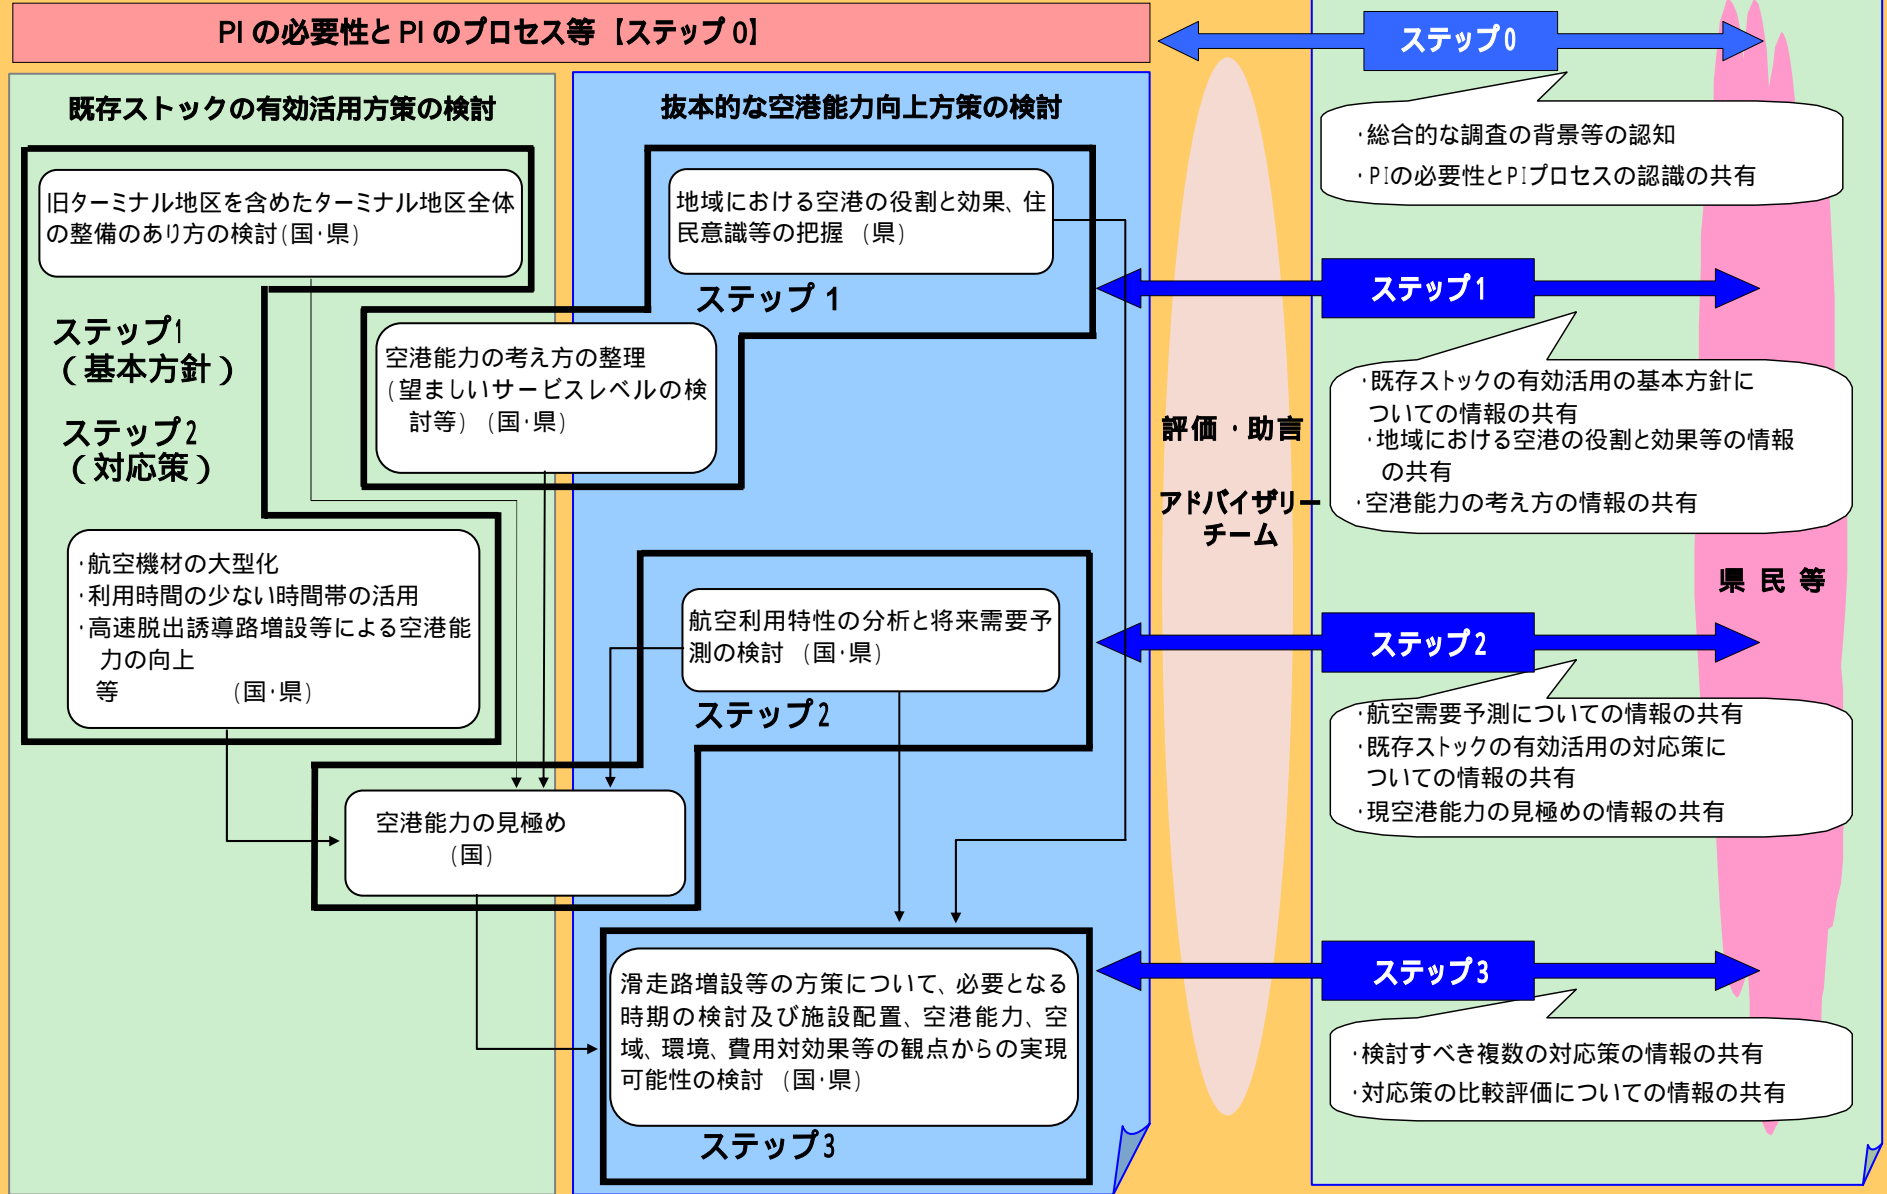 PIの必要性とPIのプロセス等【ステップ0】
既存ストックの有効活用方策の検討
旧ターミナル地区を含めたターミナル地区全体
の整備のあり方の検討(国・県)
ステップ1
(基本方針)
ステップ2
(対応策)
・航空機材の大型化
・利用時間の少ない時間帯の活用
・高速脱出誘導路増設等による空港能
力の向上
等 (国・県)
抜本的な空港能力向上方策の検討
地域における空港の役割と効果、住
民意識等の把握 (県)
ステップ1
空港能力の考え方の整理
(望ましいサービスレベルの検
討等) (国・県)
航空利用特性の分析と将来需要予
測の検討 (国・県)
ステップ2
空港能力の見極め
(国)
滑走路増設等の方策について、必要となる
時期の検討及び施設配置、空港能力、空
域、環境、費用対効果等の観点からの実現
可能性の検討 (国・県)
ステップ3
評価・助言
アドバイザリー
チーム
ステップ0
・総合的な調査の背景等の認知
・PIの必要性とPIプロセスの認識の共有
ステップ1
・既存ストックの有効活用の基本方針に
ついての情報の共有
・地域における空港の役割と効果等の情報
の共有
・空港能力の考え方の情報の共有
県民等
ステップ2
・航空需要予測についての情報の共有
・既存ストックの有効活用の対応策に
ついての情報の共有
・現空港能力の見極めの情報の共有
ステップ3
・検討すべき複数の対応策の情報の共有
・対応策の比較評価についての情報の共有